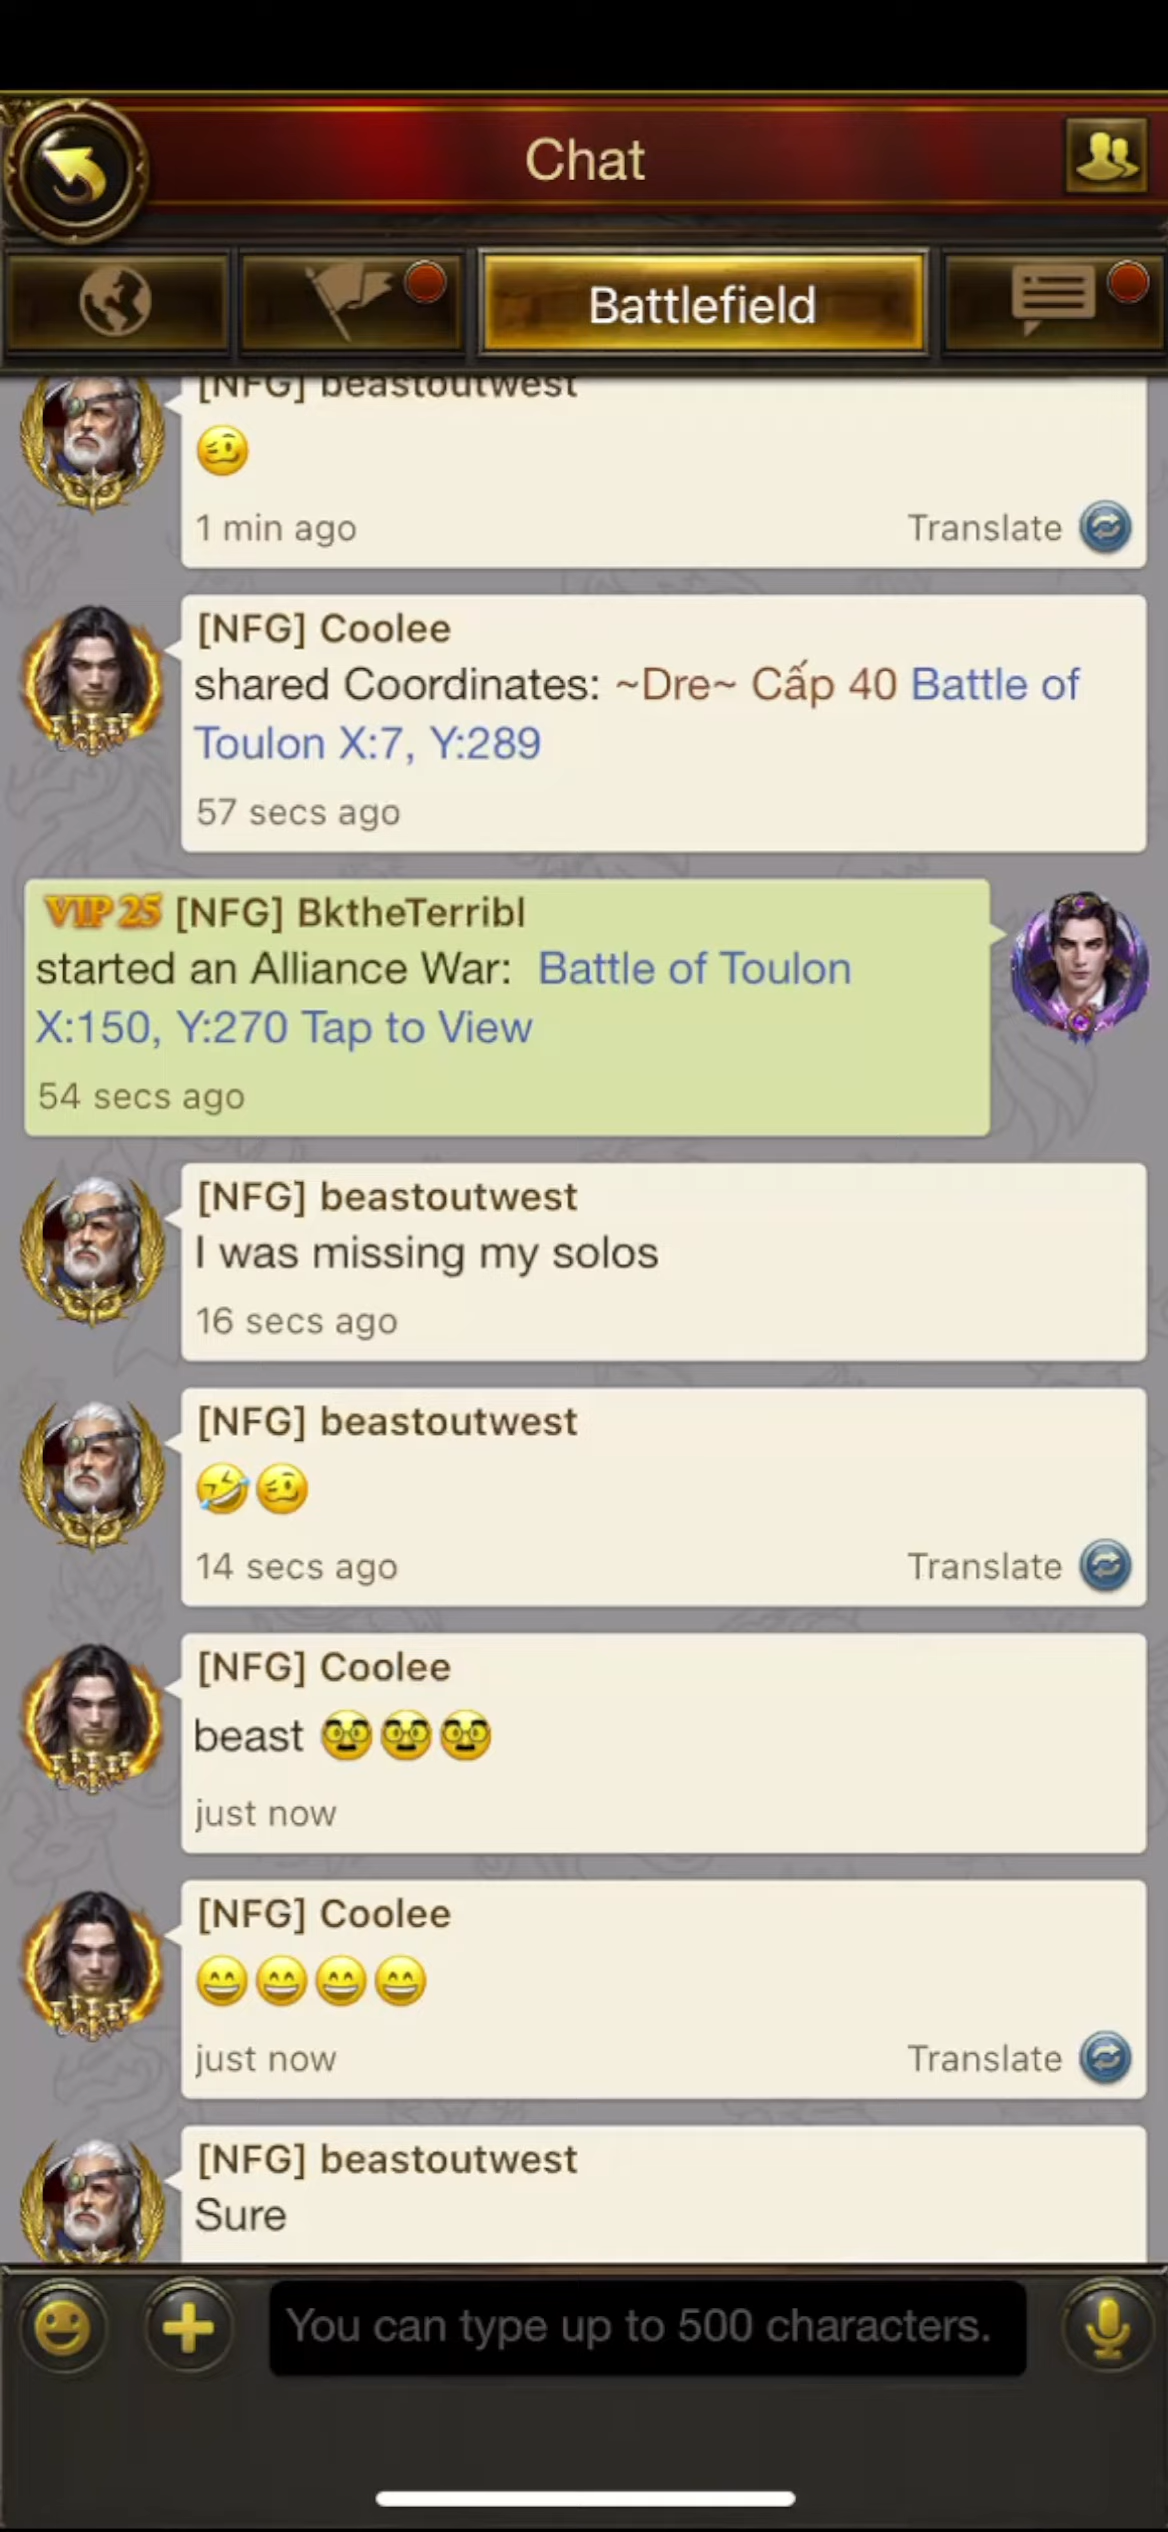 Chat
Battlefield
[NFG] beastoutwest
🥴
1 min ago
Translate
[NFG] Coolee
shared Coordinates: ~Dre~ Cấp 40 Battle of
Toulon X:7, Y:289
57 secs ago
VIP 25 [NFG] BktheTerribl
started an Alliance War: Battle of Toulon
X:150, Y:270 Tap to View
54 secs ago
[NFG] beastoutwest
I was missing my solos
16 secs ago
[NFG] beastoutwest
🤣🥴
14 secs ago
Translate
[NFG] Coolee
beast 🥸🥸🥸
just now
[NFG] Coolee
😄😄😄😄
just now
Translate
[NFG] beastoutwest
Sure
You can type up to 500 characters.